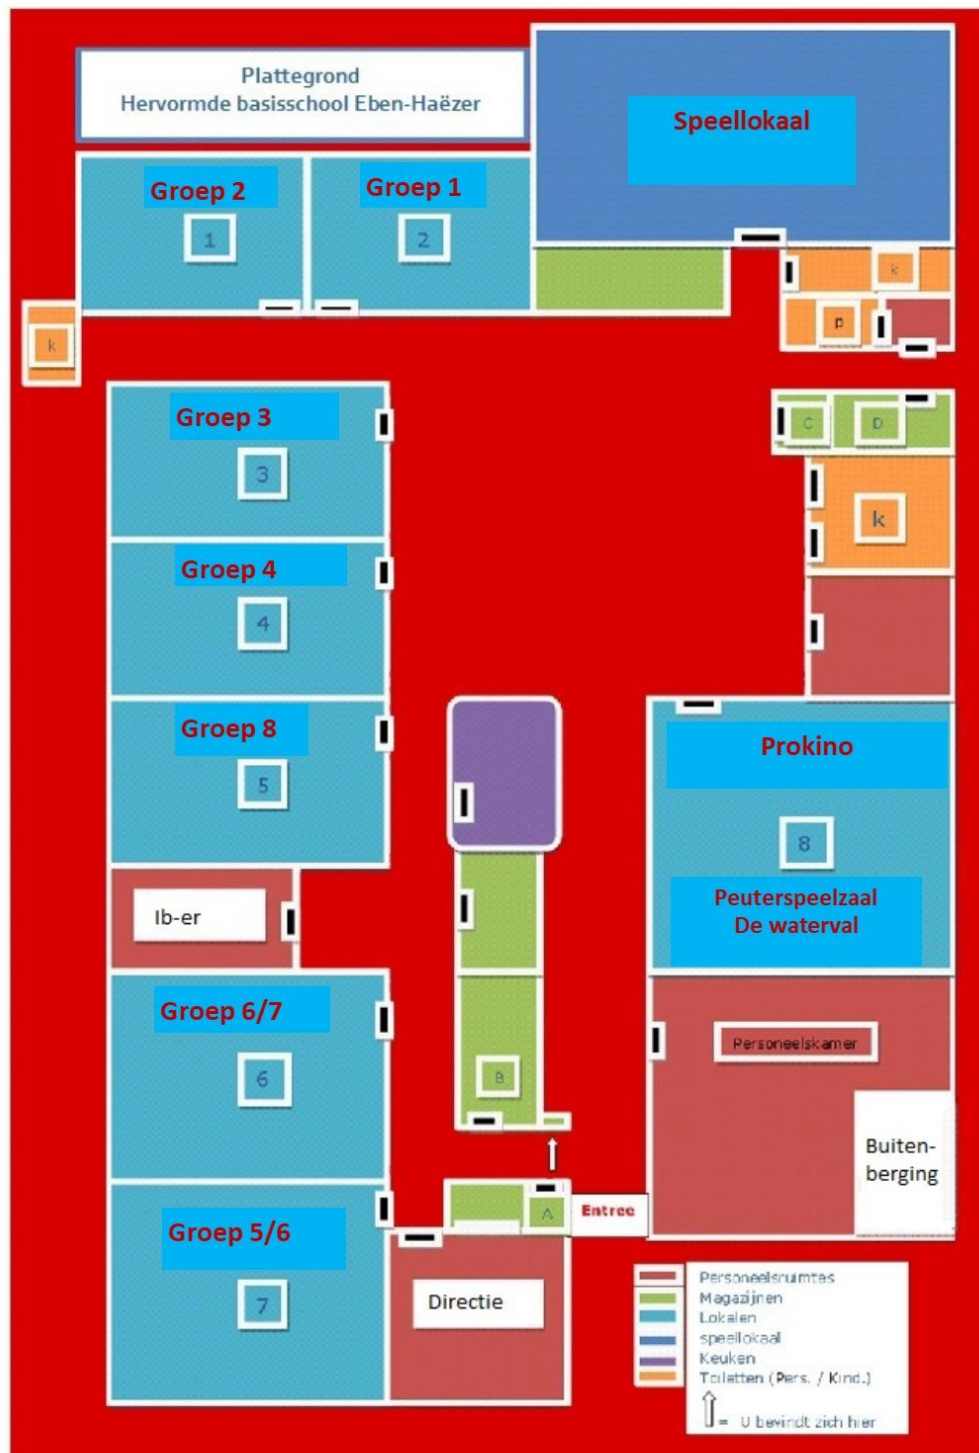 Plattegrond
Hervormde basisschool Eben-Haëzer
Speellokaal
Groep 2
1
Groep 1
2
k
p
k
Groep 3
3
C
D
k
Groep 4
4
Groep 8
5
Prokino
8
Peuterspeelzaal
De waterval
Ib-er
Groep 6/7
6
B
Personeelskamer
Buiten-
berging
Groep 5/6
7
A
Entree
Directie
Personeelsruimtes
Magazijnen
Lokalen
speellokaal
Keuken
Toiletten (Pers. / Kind.)
= U bevindt zich hier